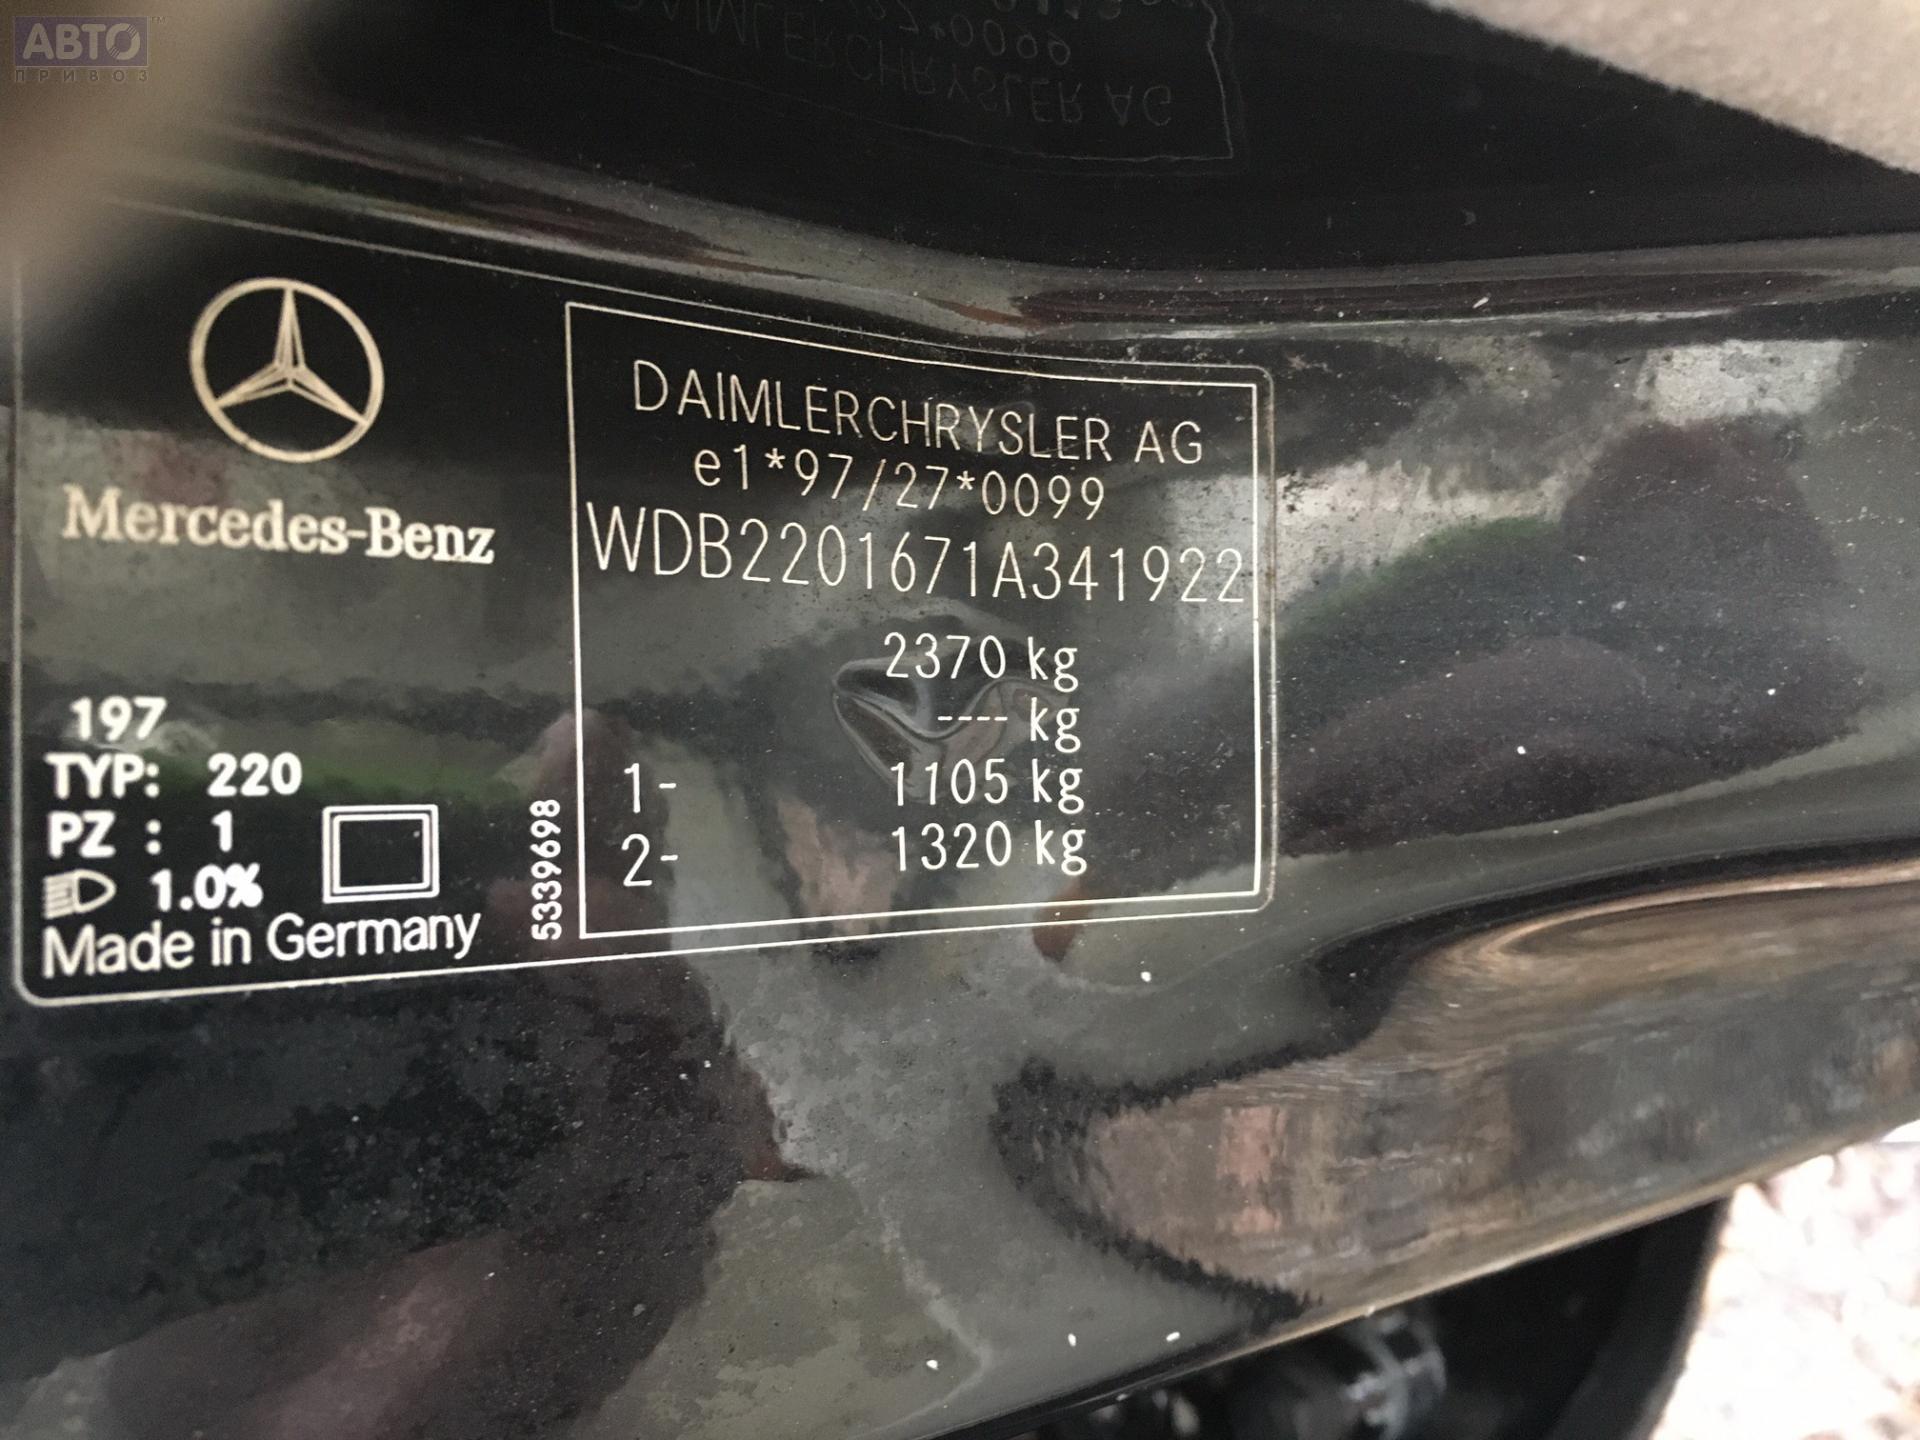 АВТО
ПРИВОЗ
DAIMLERCHRYSLER AG
e1*97/27*0099
WDB2201671A341922
2370 kg
---- kg
1- 1105 kg
2- 1320 kg
Mercedes-Benz
197
TYP: 220
PZ : 1
1.0%
Made in Germany
5339698